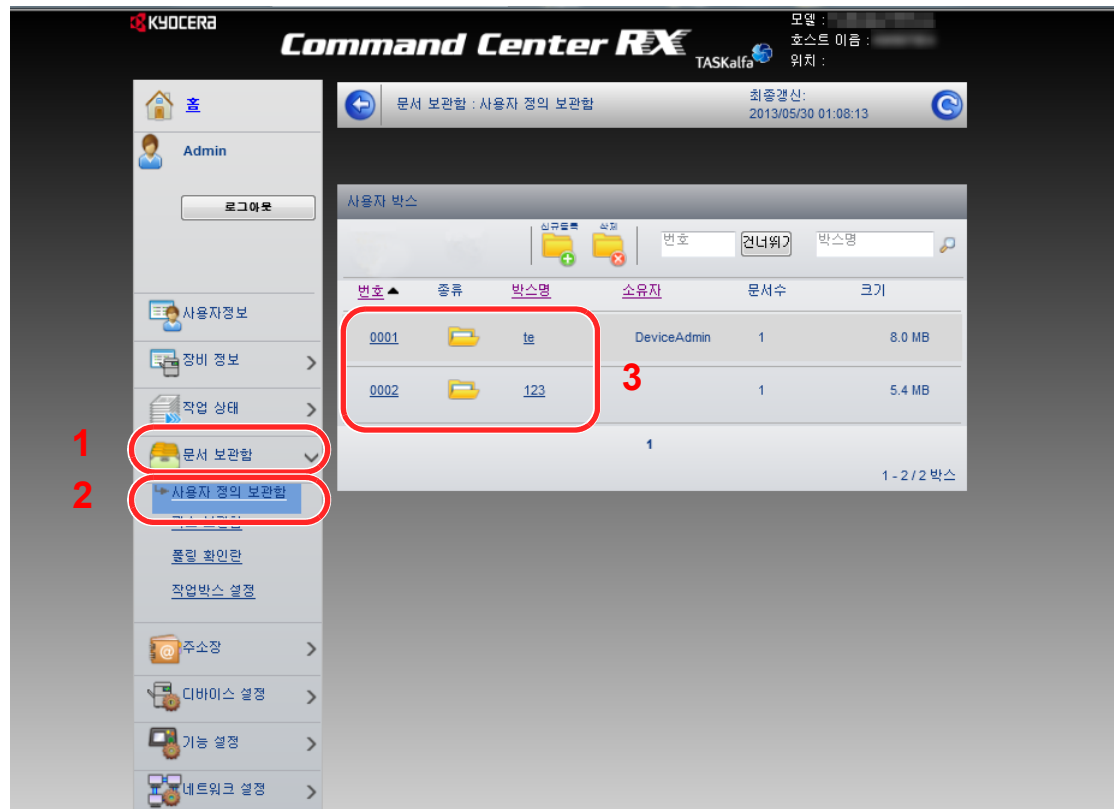 KYOCERA
Command Center RX
TASKalfa
모델 :
호스트 이름 :
위치 :
홈
Admin
로그아웃
사용자정보
장비 정보
작업 상태
1
문서 보관함
2
사용자 정의 보관함
폴링 확인란
작업박스 설정
주소장
디바이스 설정
기능 설정
네트워크 설정
문서 보관함 : 사용자 정의 보관함
최종갱신:
2013/05/30 01:08:13
사용자 박스
신규등록 삭제
번호 건너뛰기 박스명
번호 종류 박스명 소유자 문서수 크기
0001 te DeviceAdmin 1 8.0 MB
0002 123 1 5.4 MB
3
1
1 - 2 / 2 박스